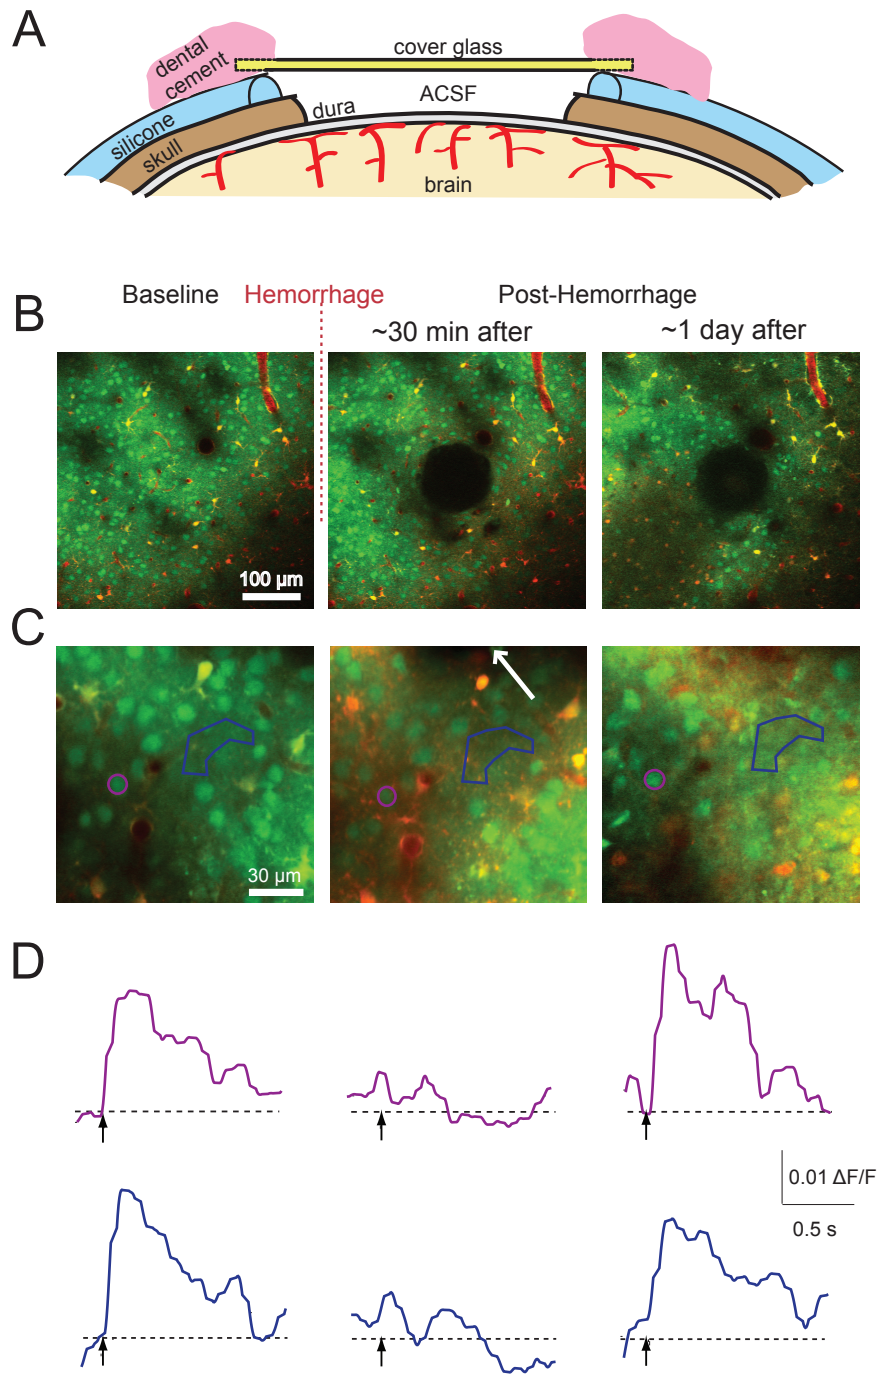 A
dental
cement
cover glass
ACSF
dura
silicone
skull
brain
Baseline Hemorrhage Post-Hemorrhage
B
~30 min after ~1 day after
100 μm
C
30 μm
D
0.01 ΔF/F
0.5 s